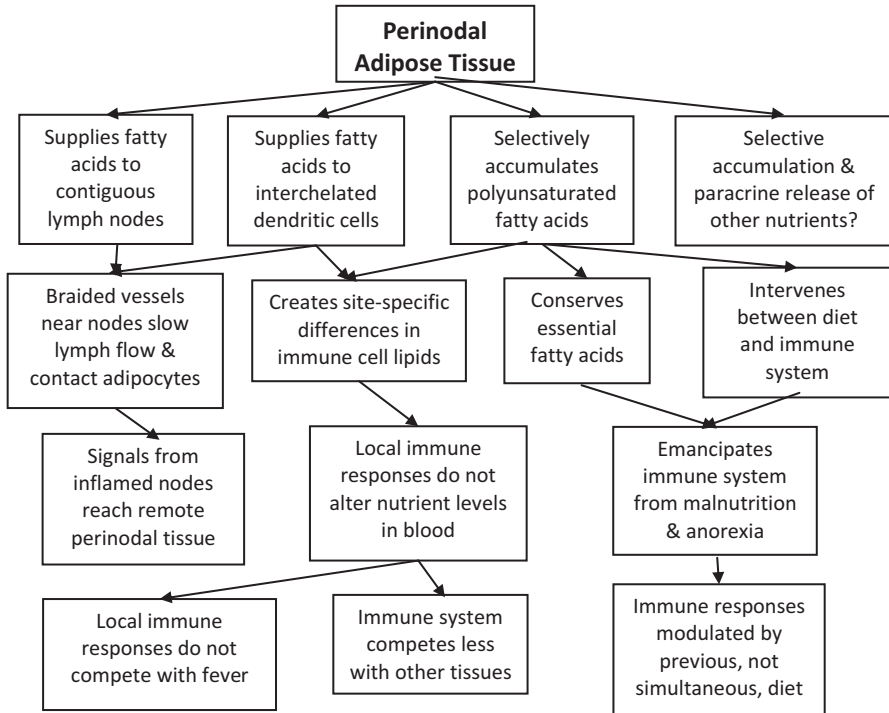 Perinodal
Adipose Tissue
Supplies fatty
acids to
contiguous
lymph nodes
Supplies fatty
acids to
interchelated
dendritic cells
Selectively
accumulates
polyunsaturated
fatty acids
Selective
accumulation &
paracrine release of
other nutrients?
Braided vessels
near nodes slow
lymph flow &
contact adipocytes
Creates site-specific
differences in
immune cell lipids
Conserves
essential
fatty acids
Intervenes
between diet
and immune
system
Signals from
inflamed nodes
reach remote
perinodal tissue
Local immune
responses do not
alter nutrient levels
in blood
Emancipates
immune system
from malnutrition
& anorexia
Local immune
responses do not
compete with fever
Immune system
competes less
with other tissues
Immune responses
modulated by
previous, not
simultaneous, diet